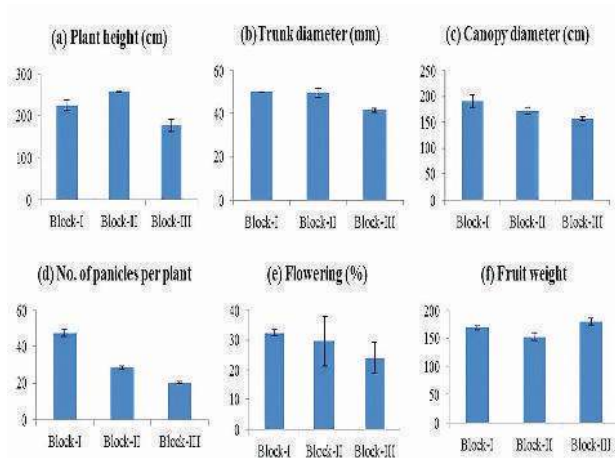 (a) Plant height (cm)
300
200
100
0
Block-I Block-II Block-III
(b) Trunk diameter (mm)
60
40
20
0
Block-I Block-II Block-III
(c) Canopy diameter (cm)
250
200
150
100
50
0
Block-I Block-II Block-III
(d) No. of panicles per plant
60
40
20
0
Block-I Block-II Block-III
(e) Flowering (%)
40
30
20
10
0
Block-I Block-II Block-III
(f) Fruit weight
200
150
100
50
0
Block-I Block-II Block-III